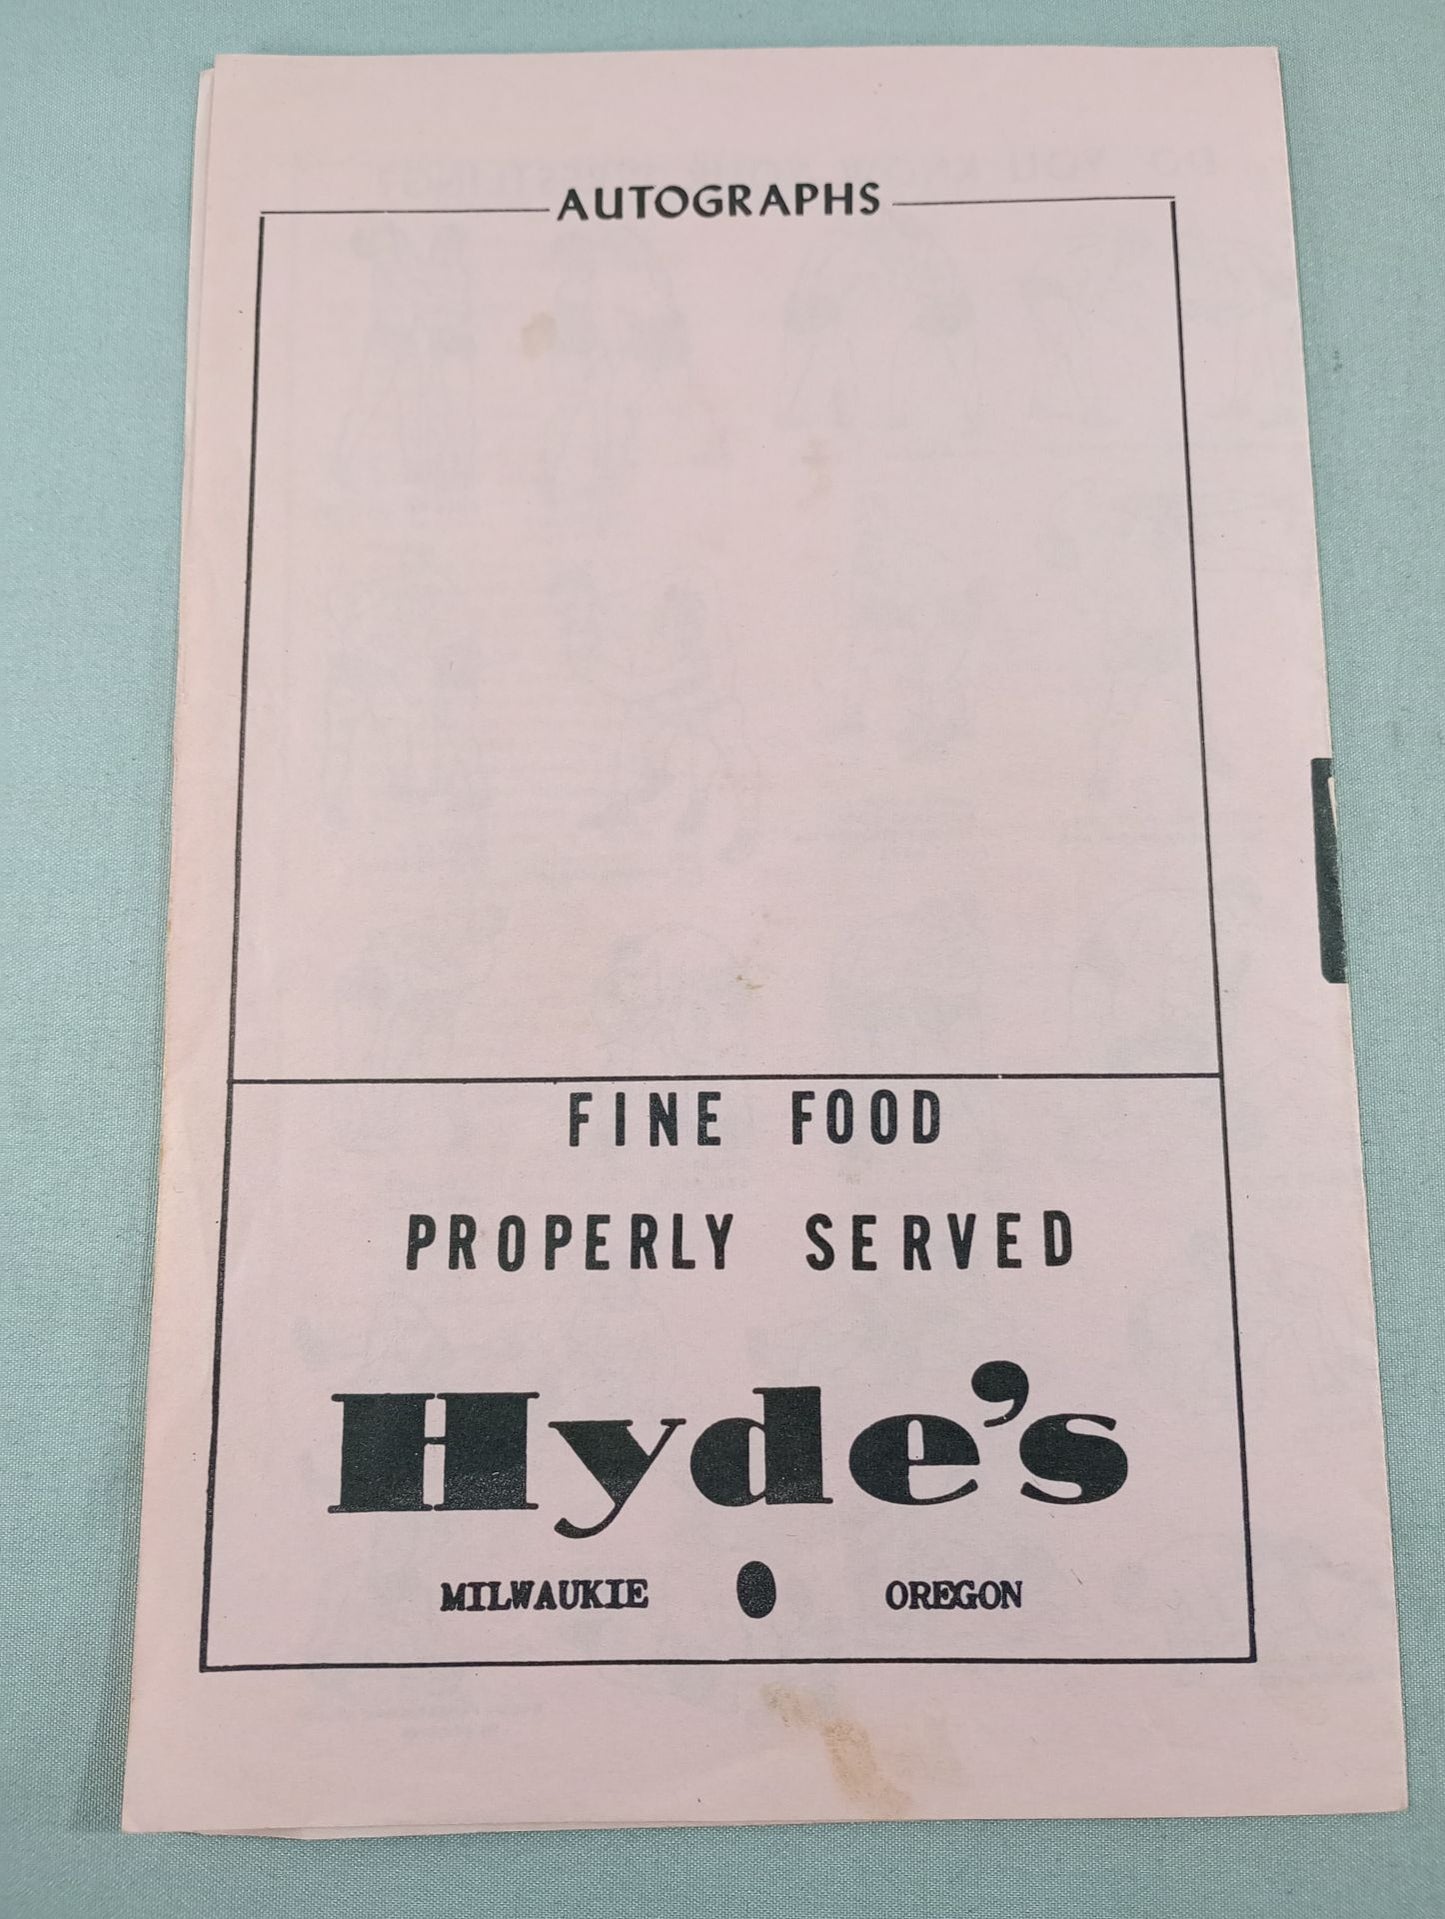 AUTOGRAPHS
FINE FOOD
PROPERLY SERVED
Hyde's
MILWAUKIE OREGON